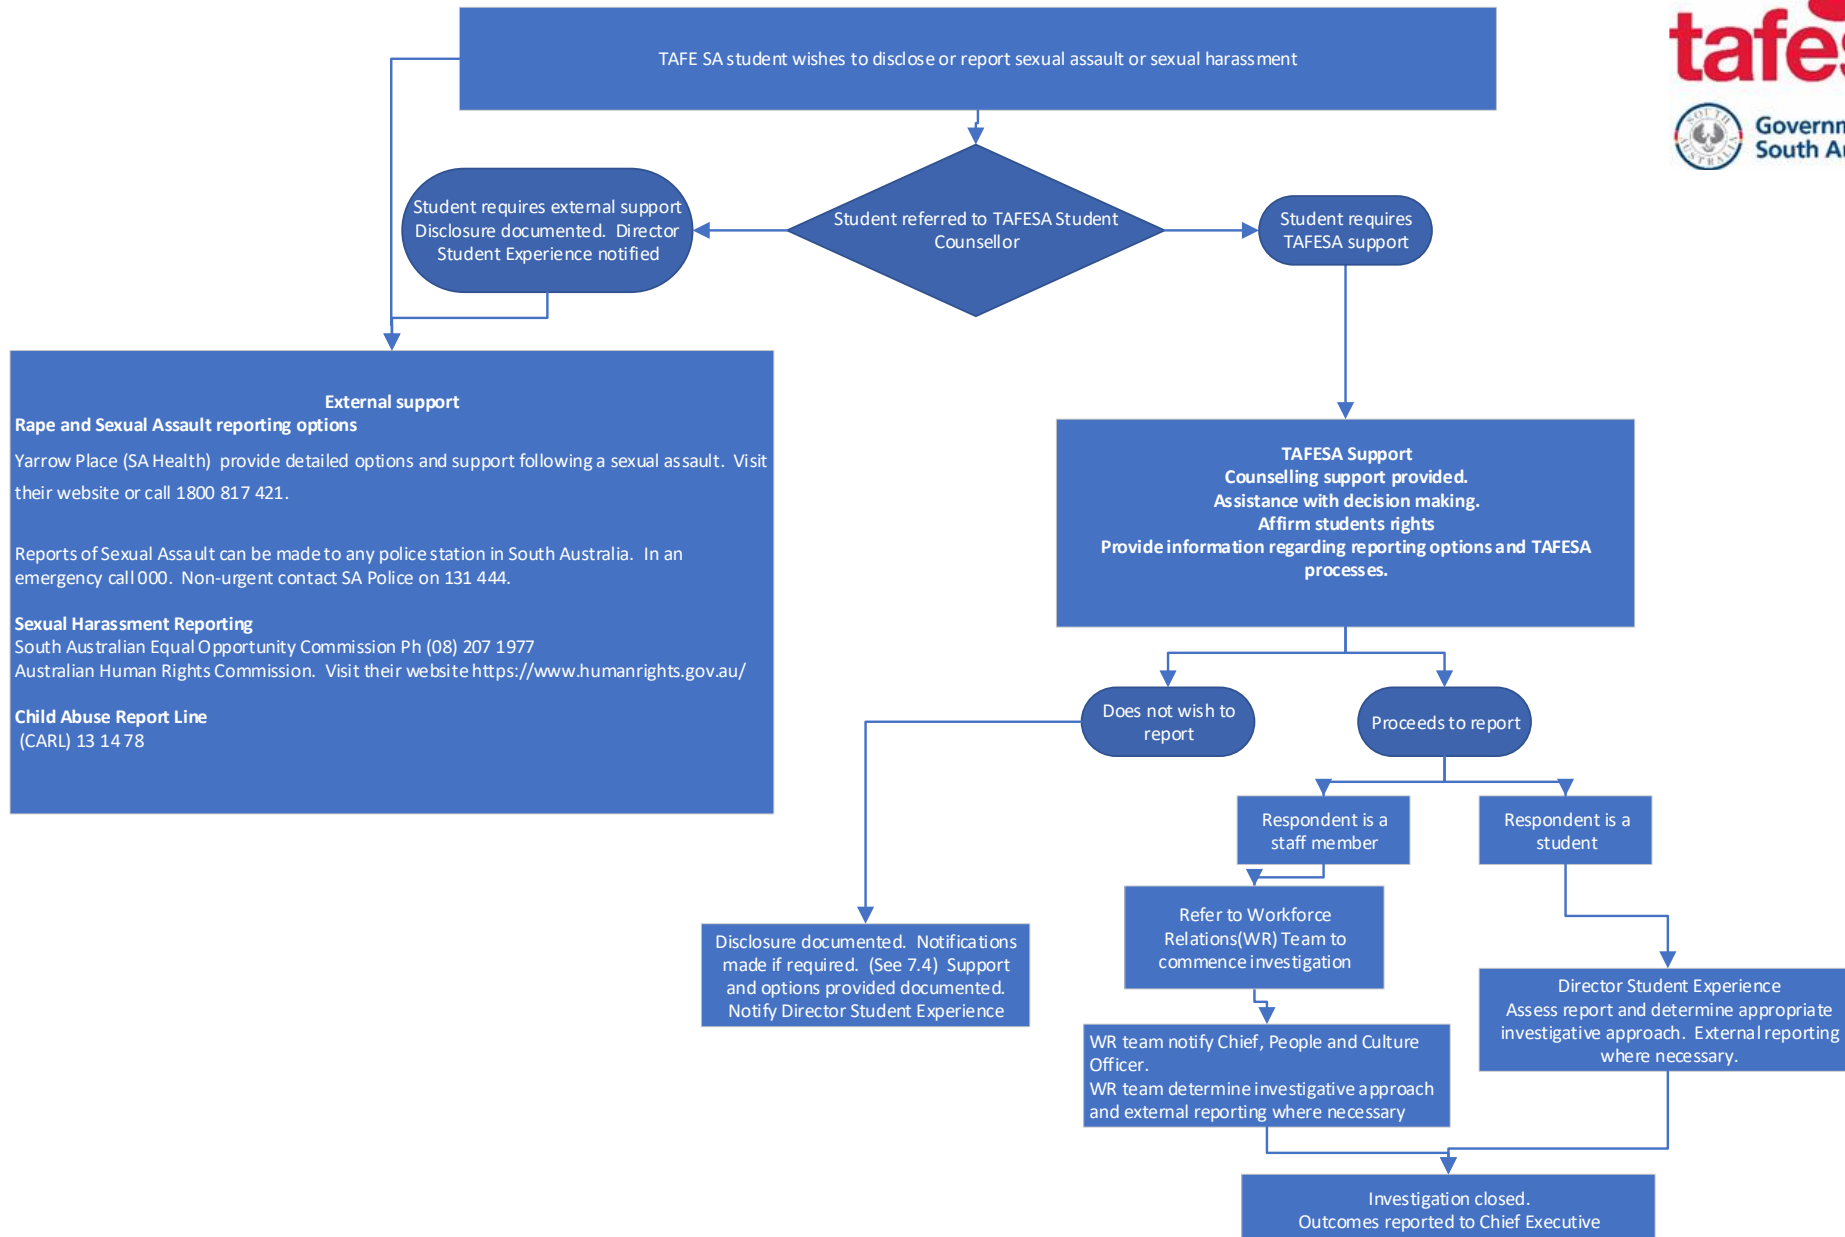 TAFE SA student wishes to disclose or report sexual assault or sexual harassment
tafes
SOUTH
AUSTRALIA
Governm
South Au
Student requires external support
Disclosure documented. Director
Student Experience notified
Student referred to TAFESA Student
Counsellor
Student requires
TAFESA support
External support
Rape and Sexual Assault reporting options
Yarrow Place (SA Health) provide detailed options and support following a sexual assault. Visit
their website or call 1800 817 421.
Reports of Sexual Assault can be made to any police station in South Australia. In an
emergency call 000. Non-urgent contact SA Police on 131 444.
Sexual Harassment Reporting
South Australian Equal Opportunity Commission Ph (08) 207 1977
Australian Human Rights Commission. Visit their website https://www.humanrights.gov.au/
Child Abuse Report Line
(CARL) 13 14 78
TAFESA Support
Counselling support provided.
Assistance with decision making.
Affirm students rights
Provide information regarding reporting options and TAFESA
processes.
Does not wish to
report
Proceeds to report
Respondent is a
staff member
Respondent is a
student
Refer to Workforce
Relations(WR) Team to
commence investigation
Disclosure documented. Notifications
made if required. (See 7.4) Support
and options provided documented.
Notify Director Student Experience
Director Student Experience
Assess report and determine appropriate
investigative approach. External reporting
where necessary.
WR team notify Chief, People and Culture
Officer.
WR team determine investigative approach
and external reporting where necessary
Investigation closed.
Outcomes reported to Chief Executive